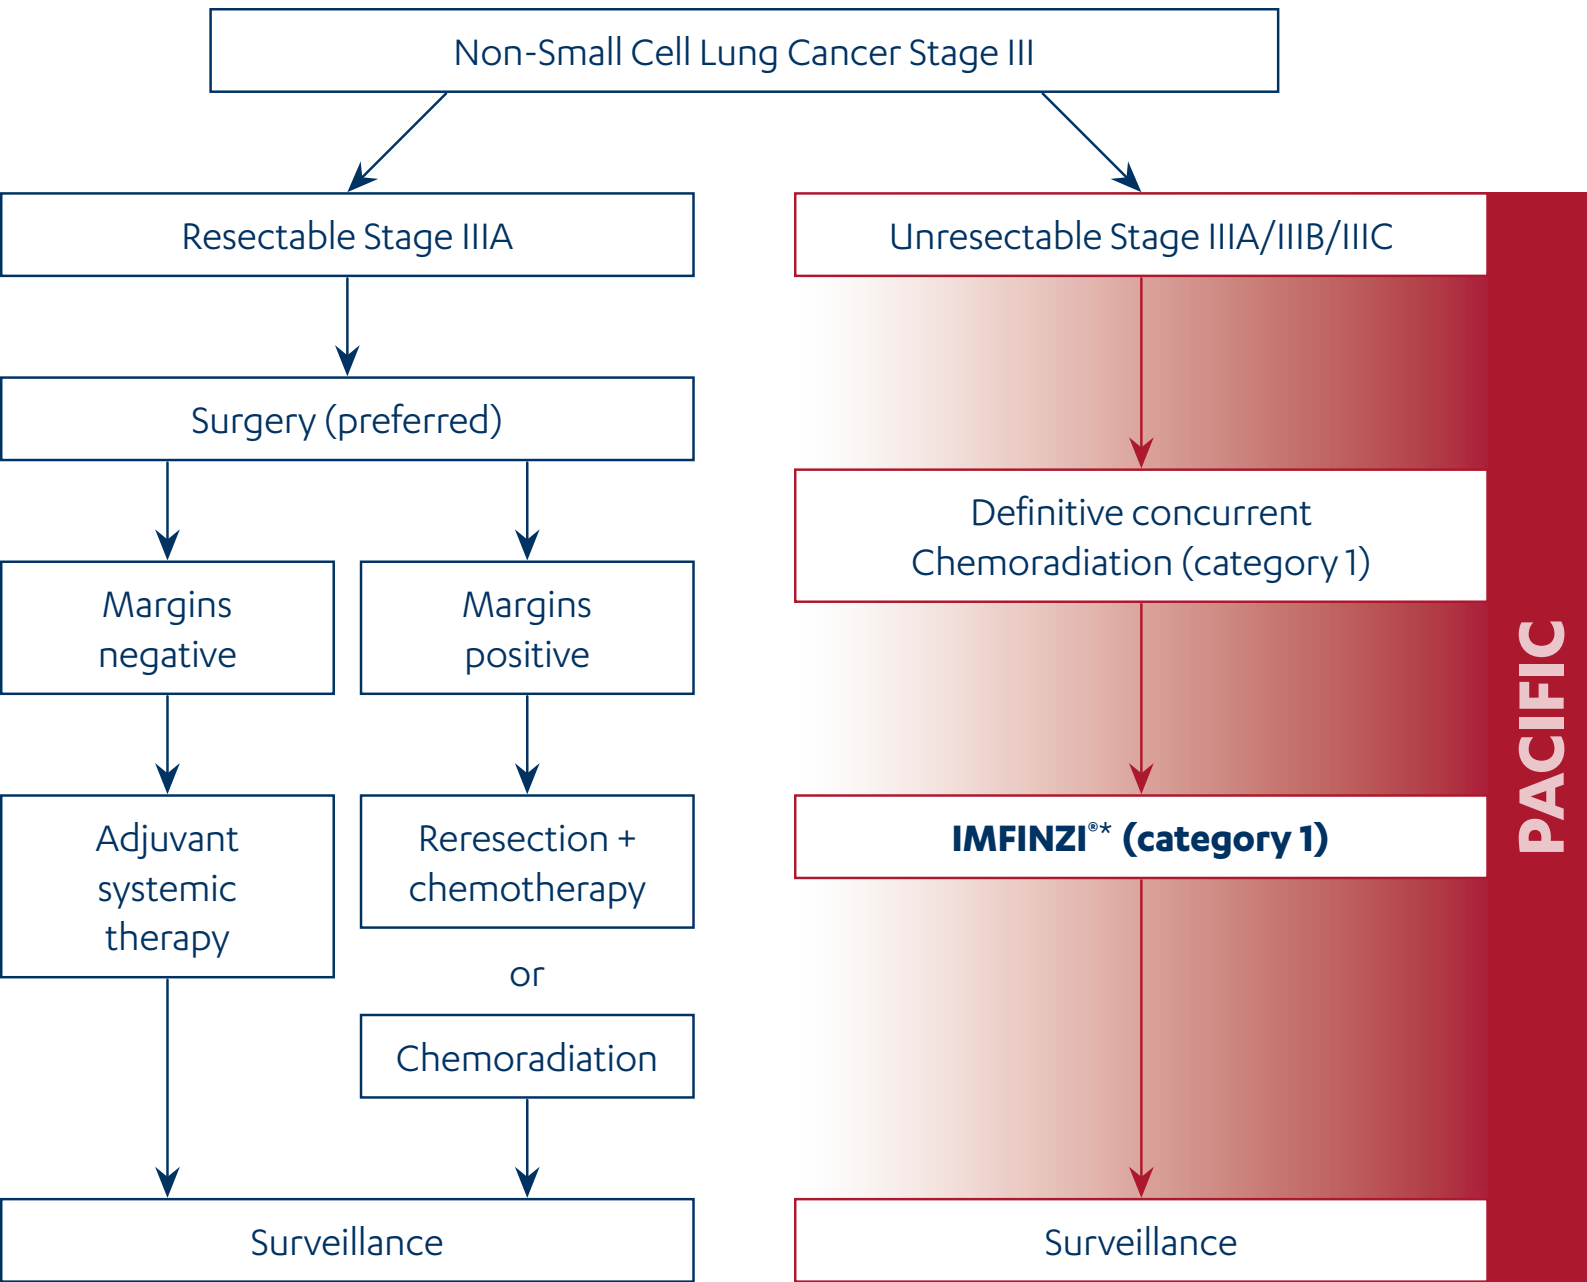 Non-Small Cell Lung Cancer Stage III
Resectable Stage IIIA
Unresectable Stage IIIA/IIIB/IIIC
Surgery (preferred)
Definitive concurrent
Chemoradiation (category 1)
Margins
negative
Margins
positive
PACIFIC
Adjuvant
systemic
therapy
Reresection +
chemotherapy
IMFINZI®* (category 1)
or
Chemoradiation
Surveillance
Surveillance